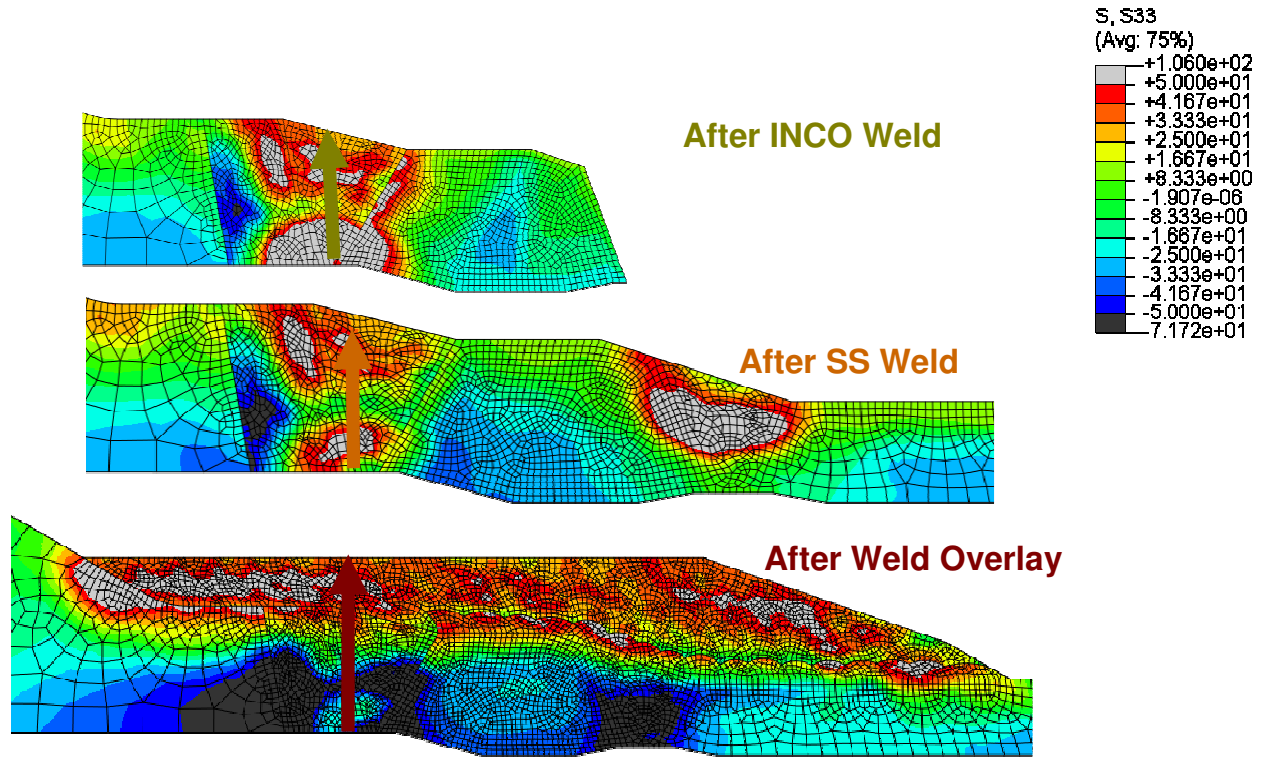 S, S33
(Avg: 75%)
+1.060e+02
+5.000e+01
+4.167e+01
+3.333e+01
+2.500e+01
+1.667e+01
+8.333e+00
-1.907e-06
-8.333e+00
-1.667e+01
-2.500e+01
-3.333e+01
-4.167e+01
-5.000e+01
-7.172e+01
After INCO Weld
After SS Weld
After Weld Overlay